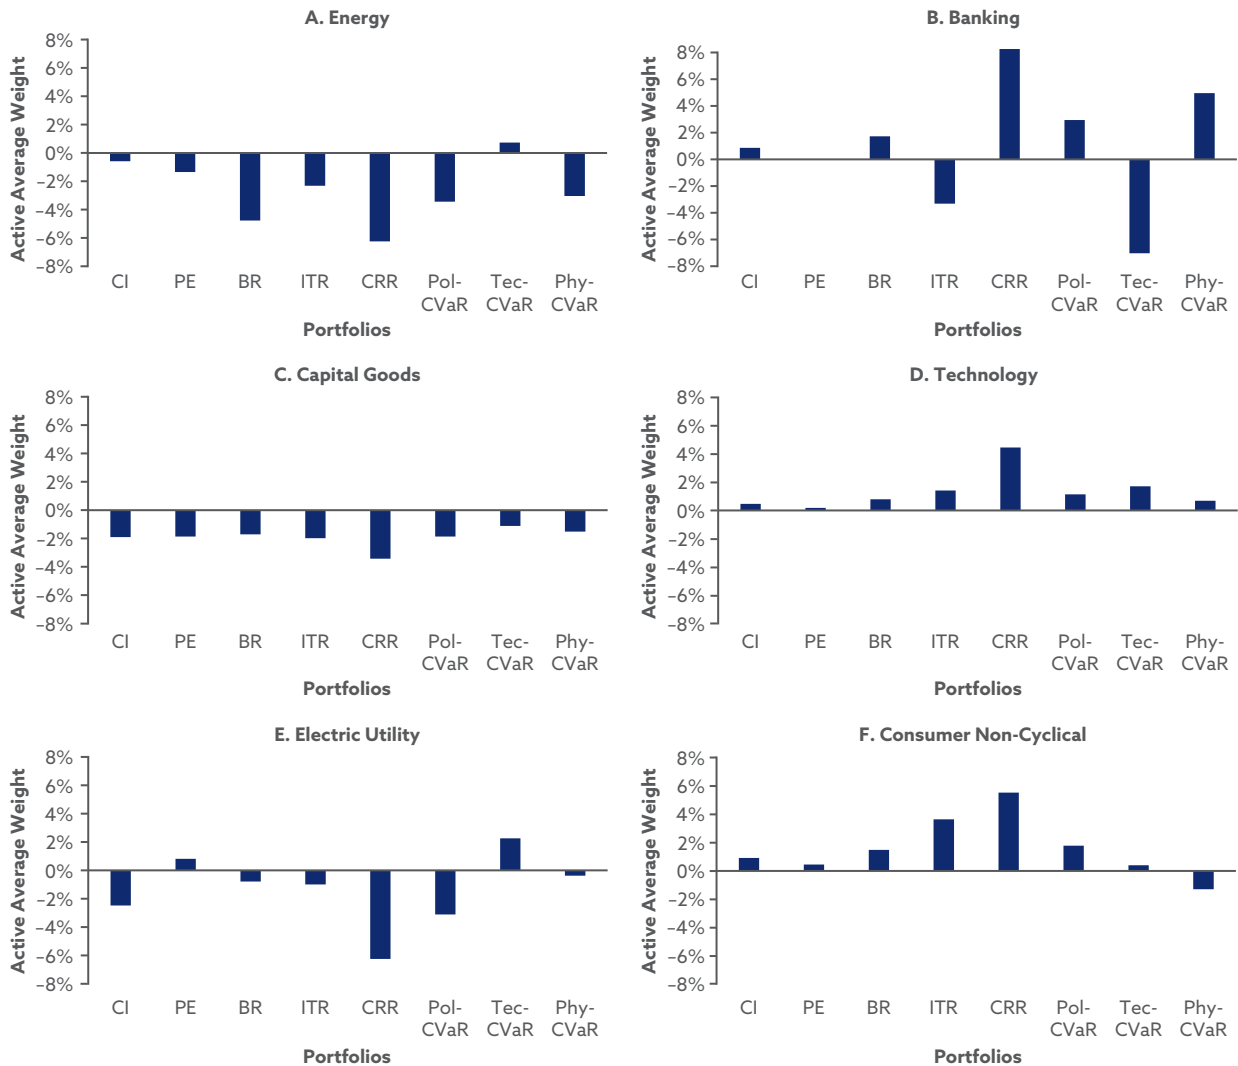 A. Energy
Active Average Weight
8%
6%
4%
2%
0%
–2%
–4%
–6%
–8%
CI PE BR ITR CRR Pol- Tec- Phy-
CVaR CVaR CVaR
Portfolios
B. Banking
Active Average Weight
8%
6%
4%
2%
0%
–2%
–4%
–6%
–8%
CI PE BR ITR CRR Pol- Tec- Phy-
CVaR CVaR CVaR
Portfolios
C. Capital Goods
Active Average Weight
8%
6%
4%
2%
0%
–2%
–4%
–6%
–8%
CI PE BR ITR CRR Pol- Tec- Phy-
CVaR CVaR CVaR
Portfolios
D. Technology
Active Average Weight
8%
6%
4%
2%
0%
–2%
–4%
–6%
–8%
CI PE BR ITR CRR Pol- Tec- Phy-
CVaR CVaR CVaR
Portfolios
E. Electric Utility
Active Average Weight
8%
6%
4%
2%
0%
–2%
–4%
–6%
–8%
CI PE BR ITR CRR Pol- Tec- Phy-
CVaR CVaR CVaR
Portfolios
F. Consumer Non-Cyclical
Active Average Weight
8%
6%
4%
2%
0%
–2%
–4%
–6%
–8%
CI PE BR ITR CRR Pol- Tec- Phy-
CVaR CVaR CVaR
Portfolios